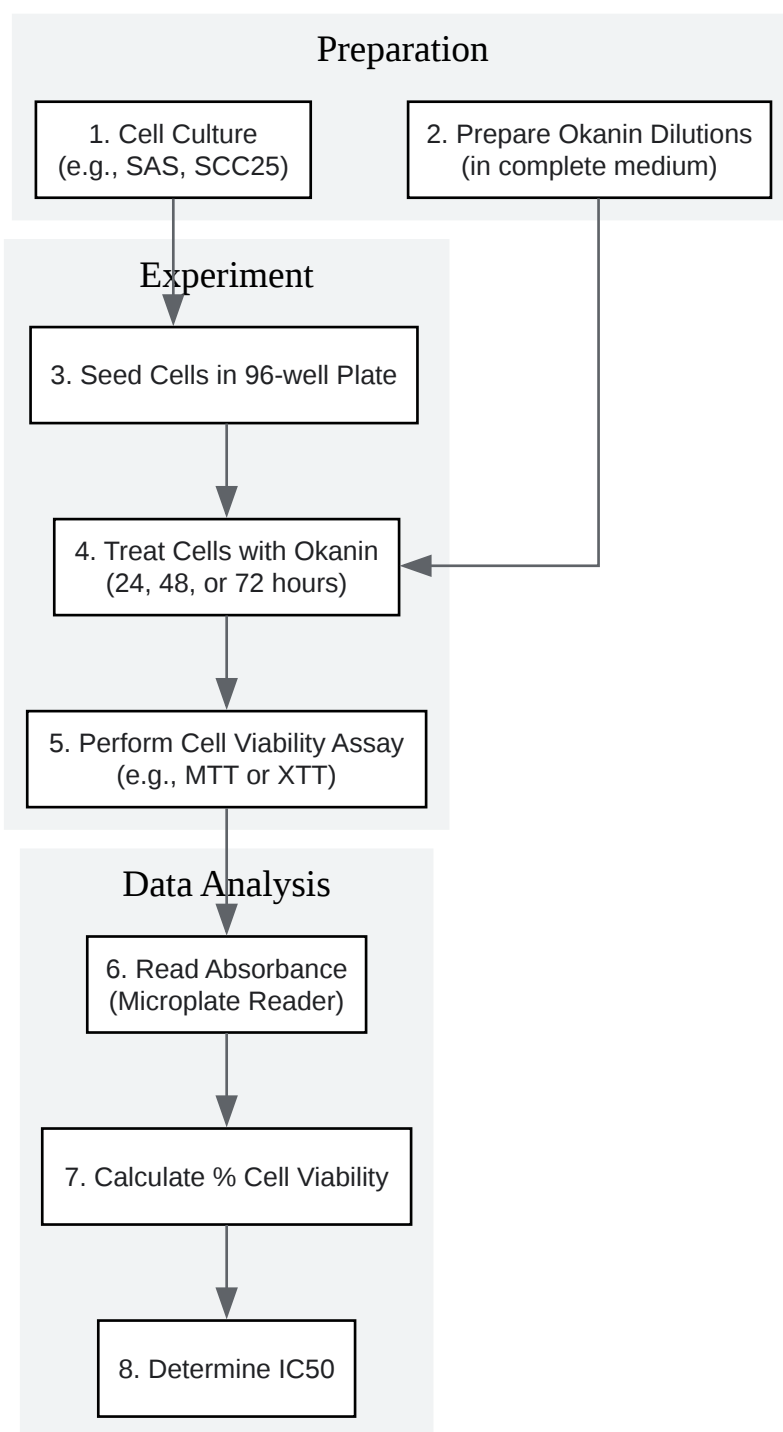 Preparation
1. Cell Culture
(e.g., SAS, SCC25)
2. Prepare Okanin Dilutions
(in complete medium)
Experiment
3. Seed Cells in 96-well Plate
4. Treat Cells with Okanin
(24, 48, or 72 hours)
5. Perform Cell Viability Assay
(e.g., MTT or XTT)
Data Analysis
6. Read Absorbance
(Microplate Reader)
7. Calculate % Cell Viability
8. Determine IC50